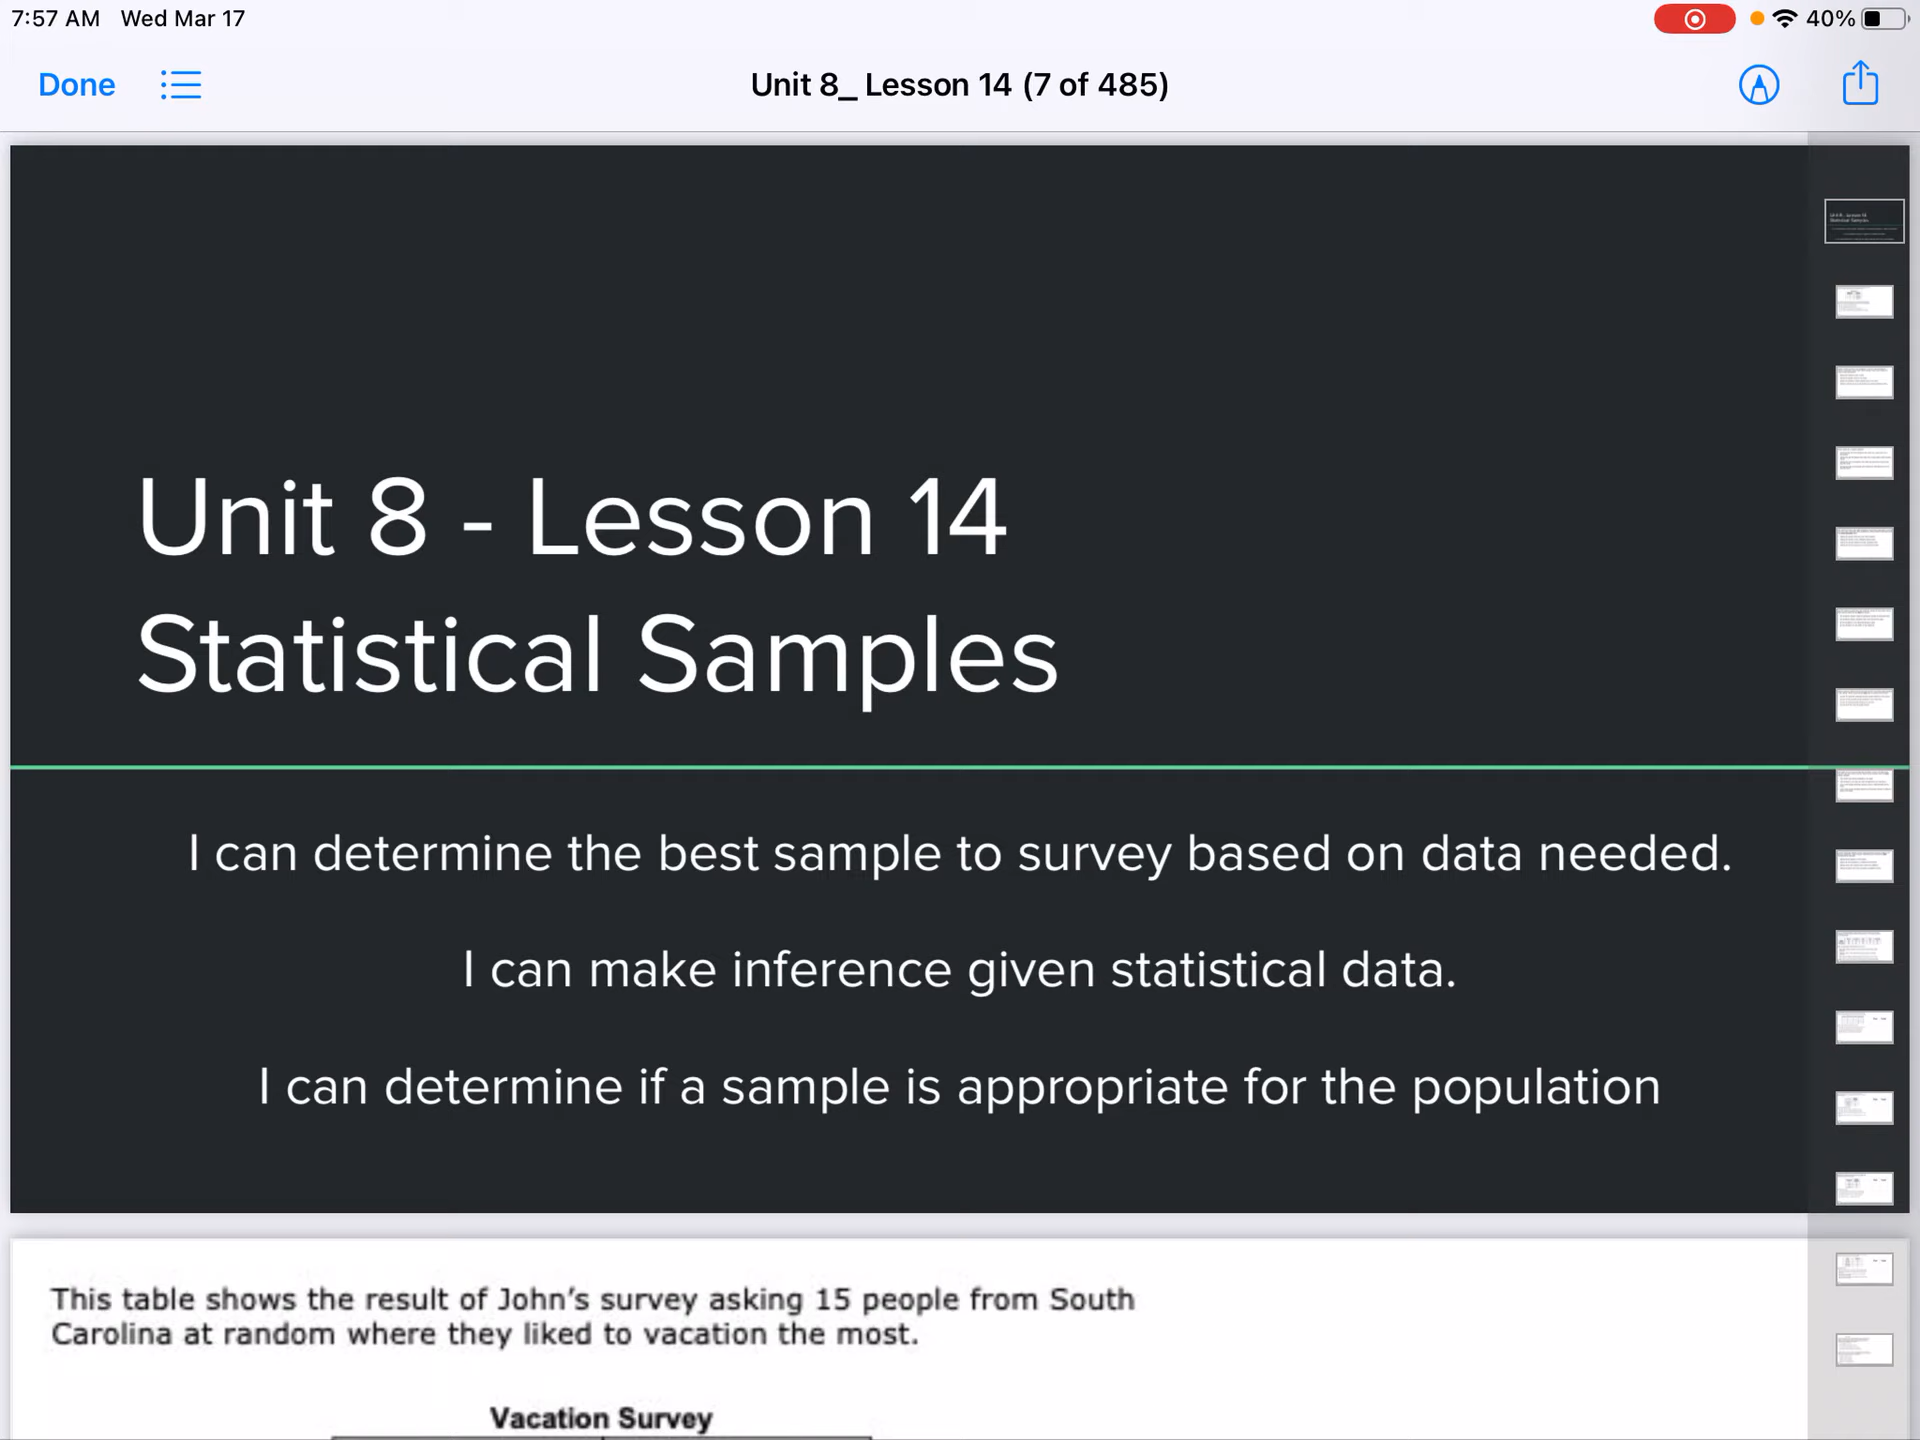 7:57 AM Wed Mar 17
40%
Done
Unit 8_ Lesson 14 (7 of 485)
Unit 8 - Lesson 14
Statistical Samples
I can determine the best sample to survey based on data needed.
I can make inference given statistical data.
I can determine if a sample is appropriate for the population
This table shows the result of John's survey asking 15 people from South
Carolina at random where they liked to vacation the most.
Vacation Survey